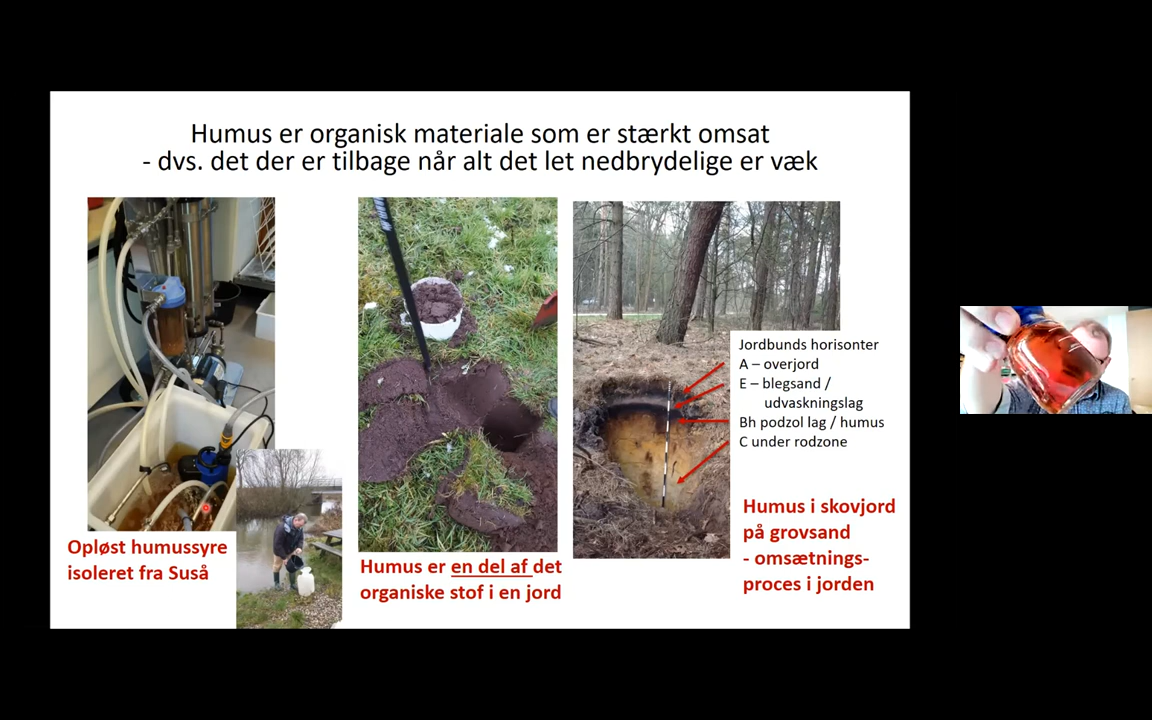 Humus er organisk materiale som er stærkt omsat
- dvs. det der er tilbage når alt det let nedbrydelige er væk
Opløst humussyre
isoleret fra Suså
Humus er en del af det
organiske stof i en jord
Jordbunds horisonter
A – overjord
E – blegsand /
udvaskningslag
Bh podzol lag / humus
C under rodzone
Humus i skovjord
på grovsand
- omsætnings-
proces i jorden